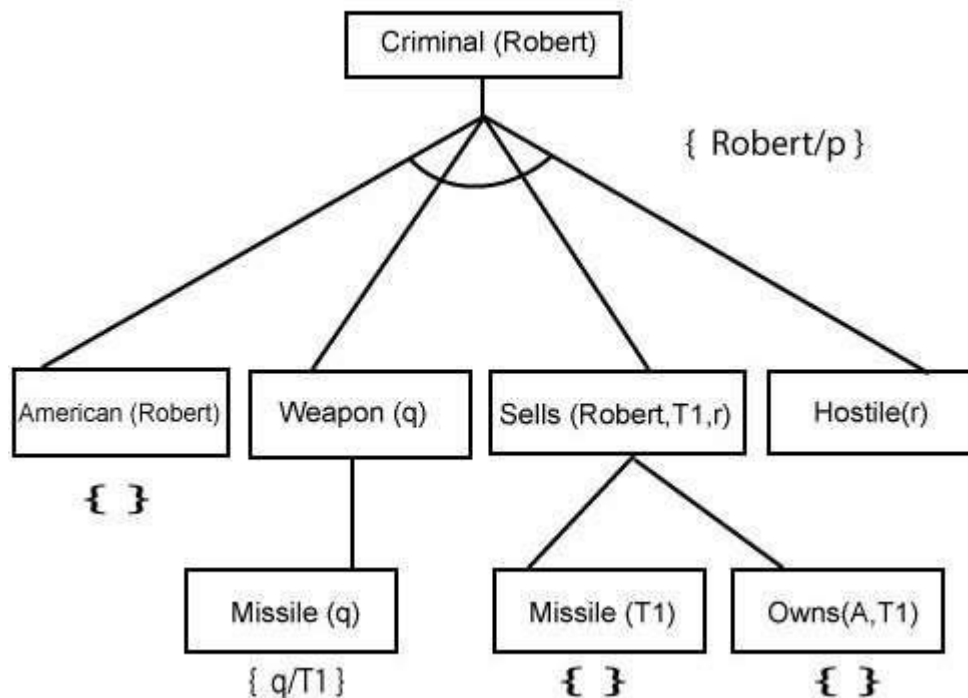 Criminal (Robert)
{ Robert/p }
American (Robert)
Weapon (q)
Sells (Robert,T1,r)
Hostile(r)
{ }
Missile (q)
Missile (T1)
Owns(A,T1)
{ q/T1 }
{ }
{ }